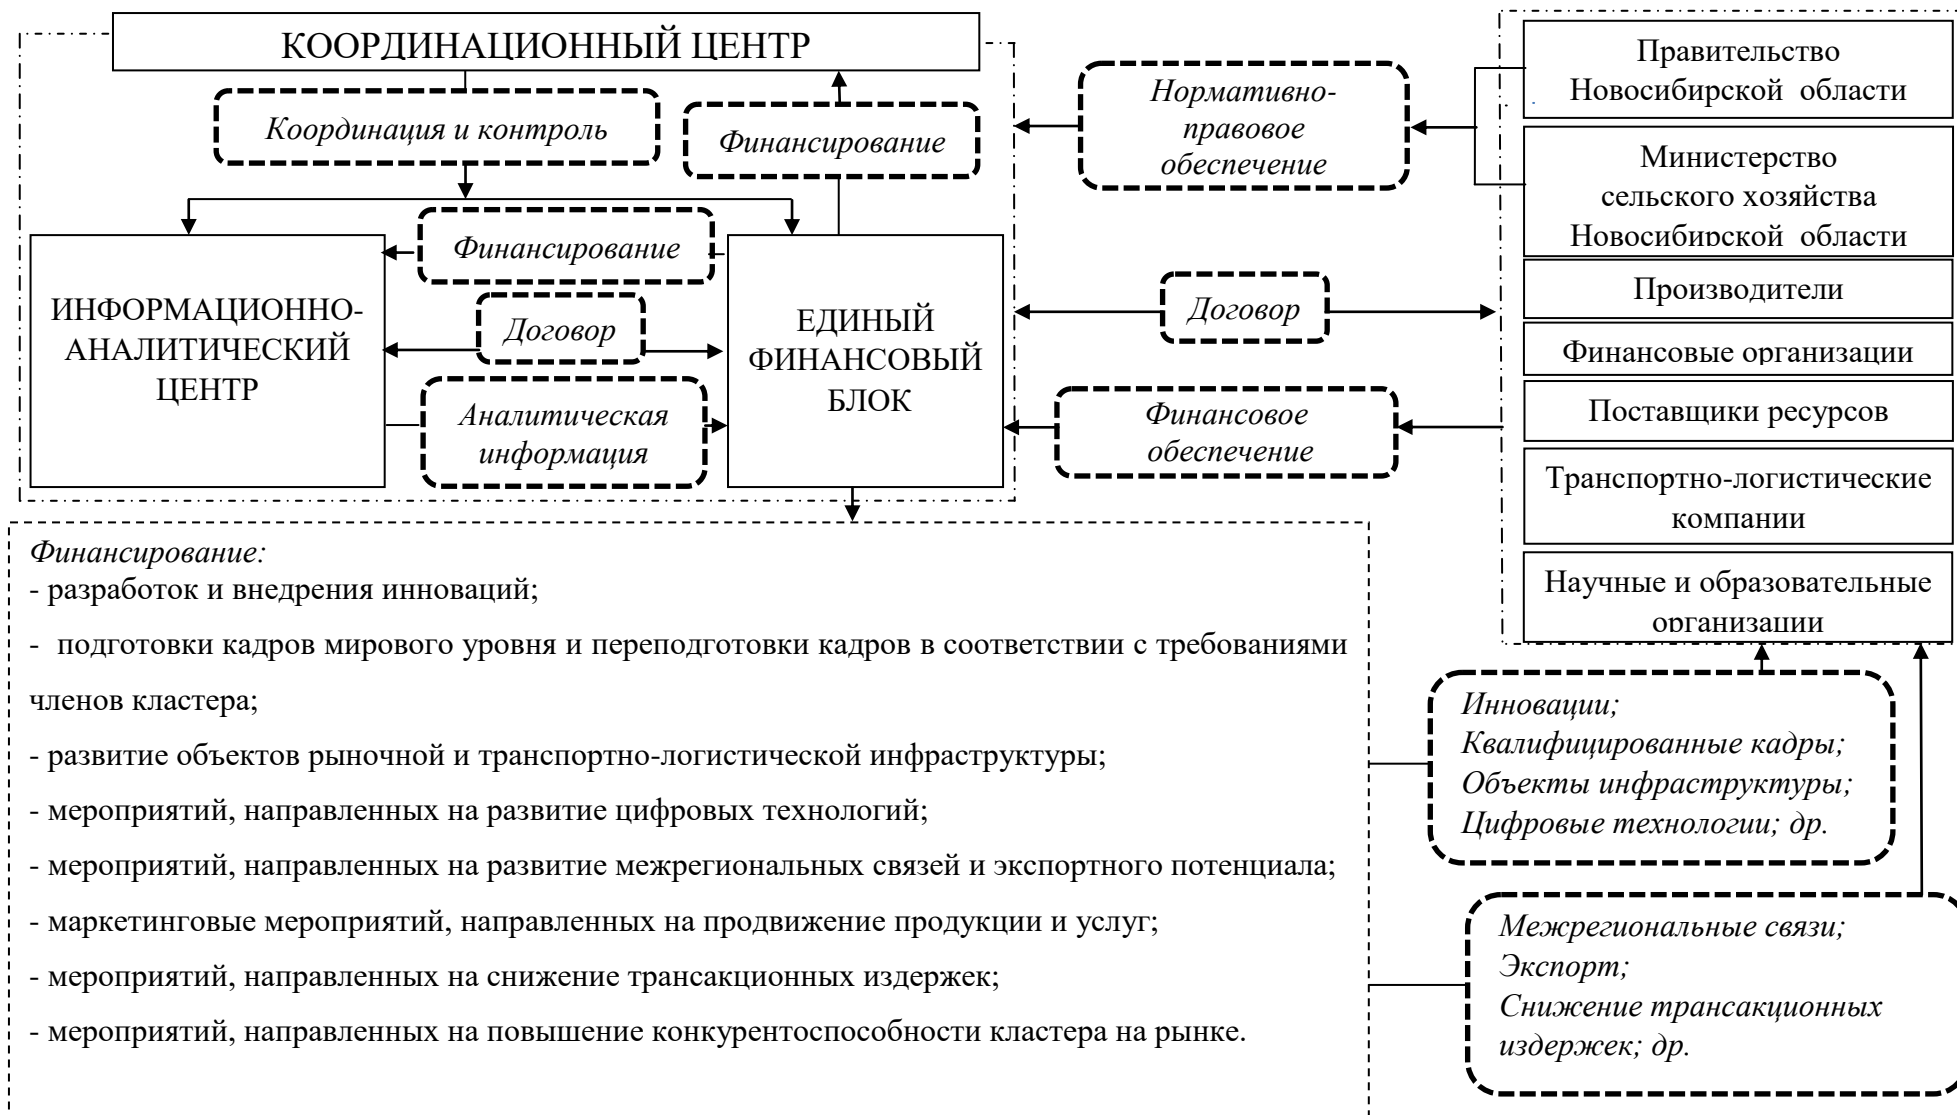 КООРДИНАЦИОННЫЙ ЦЕНТР
Координация и контроль
Финансирование
Финансирование
ИНФОРМАЦИОННО-
АНАЛИТИЧЕСКИЙ
ЦЕНТР
Договор
Аналитическая
информация
ЕДИНЫЙ
ФИНАНСОВЫЙ
БЛОК
Нормативно-
правовое
обеспечение
Договор
Финансовое
обеспечение
Правительство
Новосибирской области
Министерство
сельского хозяйства
Новосибирской области
Производители
Финансовые организации
Поставщики ресурсов
Транспортно-логистические
компании
Научные и образовательные
организации
Финансирование:
- разработок и внедрения инноваций;
- подготовки кадров мирового уровня и переподготовки кадров в соответствии с требованиями
членов кластера;
- развитие объектов рыночной и транспортно-логистической инфраструктуры;
- мероприятий, направленных на развитие цифровых технологий;
- мероприятий, направленных на развитие межрегиональных связей и экспортного потенциала;
- маркетинговые мероприятий, направленных на продвижение продукции и услуг;
- мероприятий, направленных на снижение трансакционных издержек;
- мероприятий, направленных на повышение конкурентоспособности кластера на рынке.
Инновации;
Квалифицированные кадры;
Объекты инфраструктуры;
Цифровые технологии; др.
Межрегиональные связи;
Экспорт;
Снижение трансакционных
издержек; др.